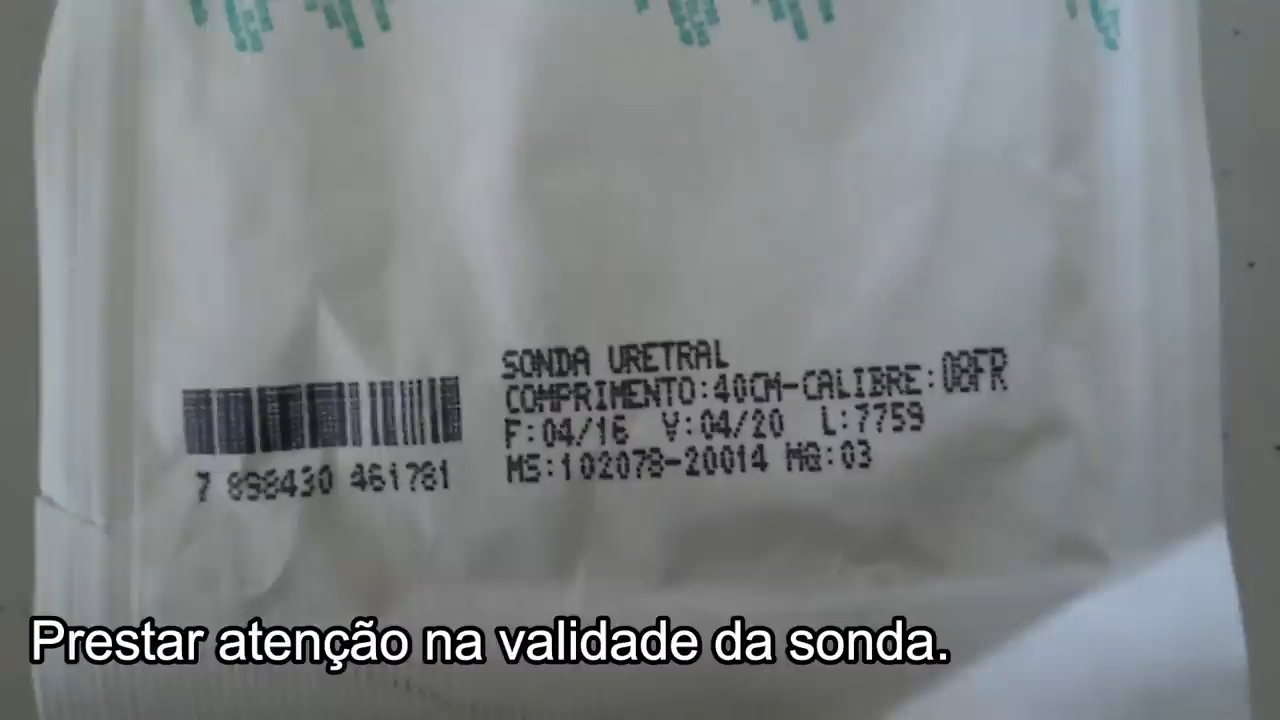 SONDA URETRAL
COMPRIMENTO:40CM-CALIBRE:08FR
F:04/16 V:04/20 L:7759
MS:102078-20014 MQ:03
7 898430 461781
Prestar atenção na validade da sonda.